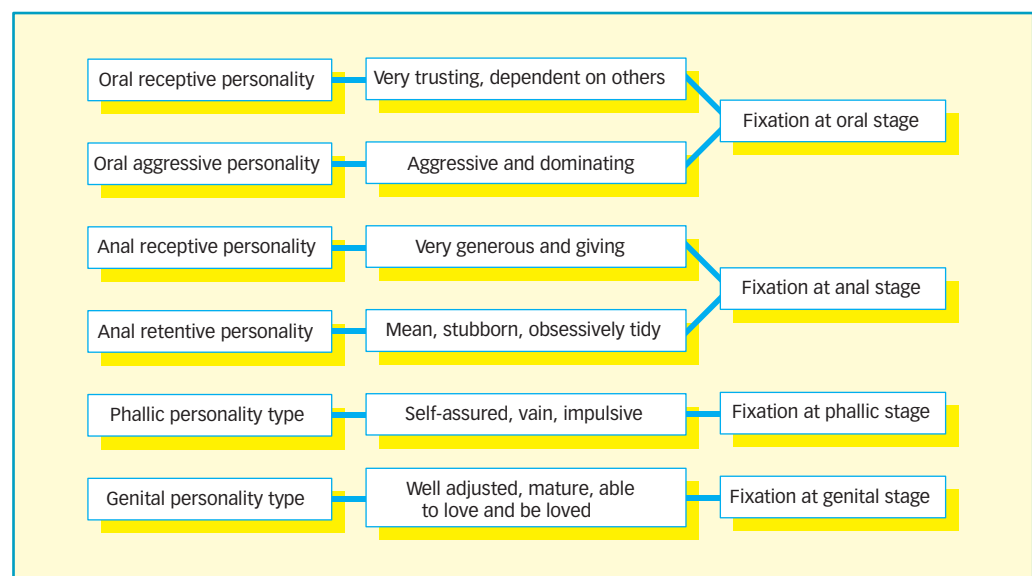 Oral receptive personality
Very trusting, dependent on others
Fixation at oral stage
Oral aggressive personality
Aggressive and dominating
Anal receptive personality
Very generous and giving
Fixation at anal stage
Anal retentive personality
Mean, stubborn, obsessively tidy
Phallic personality type
Self-assured, vain, impulsive
Fixation at phallic stage
Genital personality type
Well adjusted, mature, able
to love and be loved
Fixation at genital stage